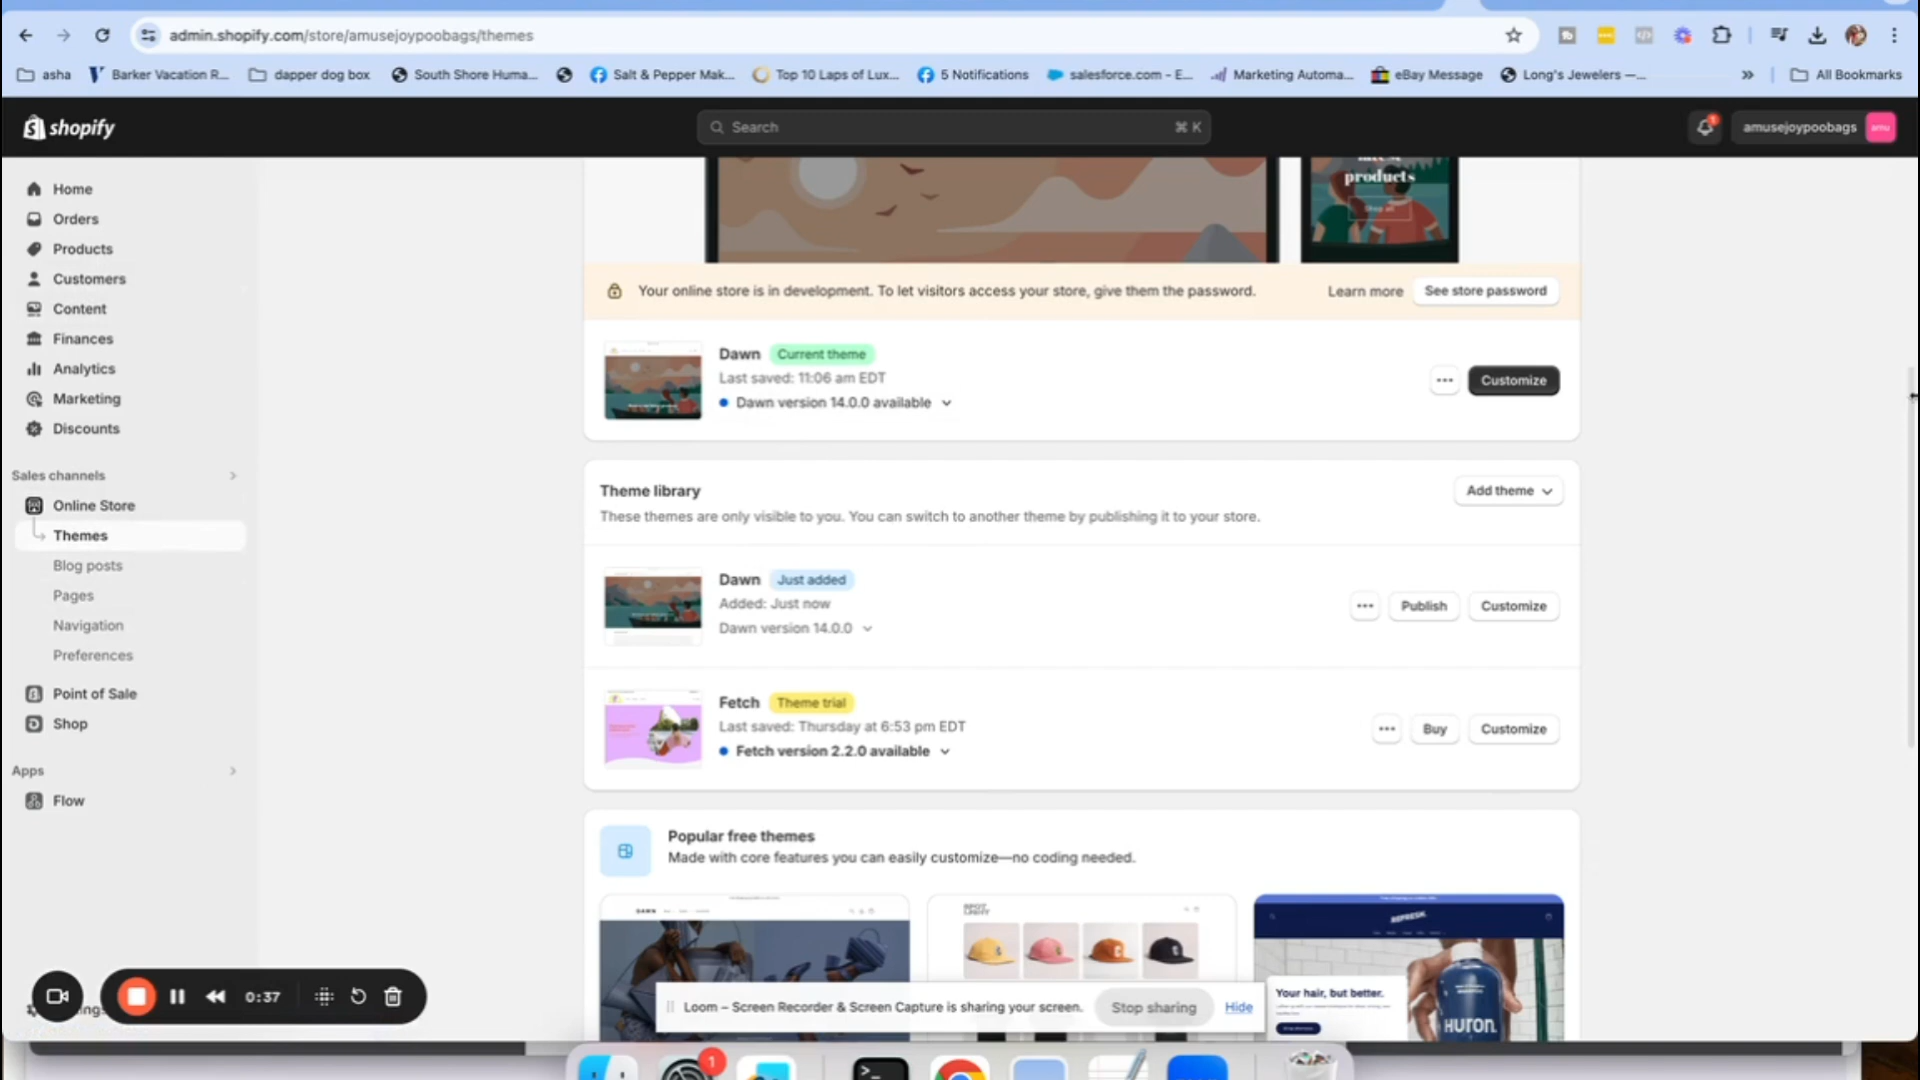 admin.shopify.com/store/amusejoypoobags/themes
asha
Barker Vacation R...
dapper dog box
South Shore Huma...
Salt & Pepper Mak...
Top 10 Laps of Lux...
5 Notifications
salesforce.com - E...
Marketing Automa...
eBay Message
Long's Jewelers —...
»
All Bookmarks
shopify
Search
⌘ K
1
amusejoypoobags
amu
Home
Orders
Products
Customers
Content
Finances
Analytics
Marketing
Discounts
Sales channels
Online Store
Themes
Blog posts
Pages
Navigation
Preferences
Point of Sale
Shop
Apps
Flow
products
Shop all
Your online store is in development. To let visitors access your store, give them the password.
Learn more
See store password
Dawn
Current theme
Last saved: 11:06 am EDT
Dawn version 14.0.0 available
Customize
Theme library
Add theme
These themes are only visible to you. You can switch to another theme by publishing it to your store.
Dawn
Just added
Added: Just now
Dawn version 14.0.0
Publish
Customize
Fetch
Theme trial
Last saved: Thursday at 6:53 pm EDT
Fetch version 2.2.0 available
Buy
Customize
Popular free themes
Made with core features you can easily customize—no coding needed.
DAWN
SPOT
LIGHT
REFRESH
Your hair, but better.
HURON
0:37
Loom – Screen Recorder & Screen Capture is sharing your screen.
Stop sharing
Hide
1